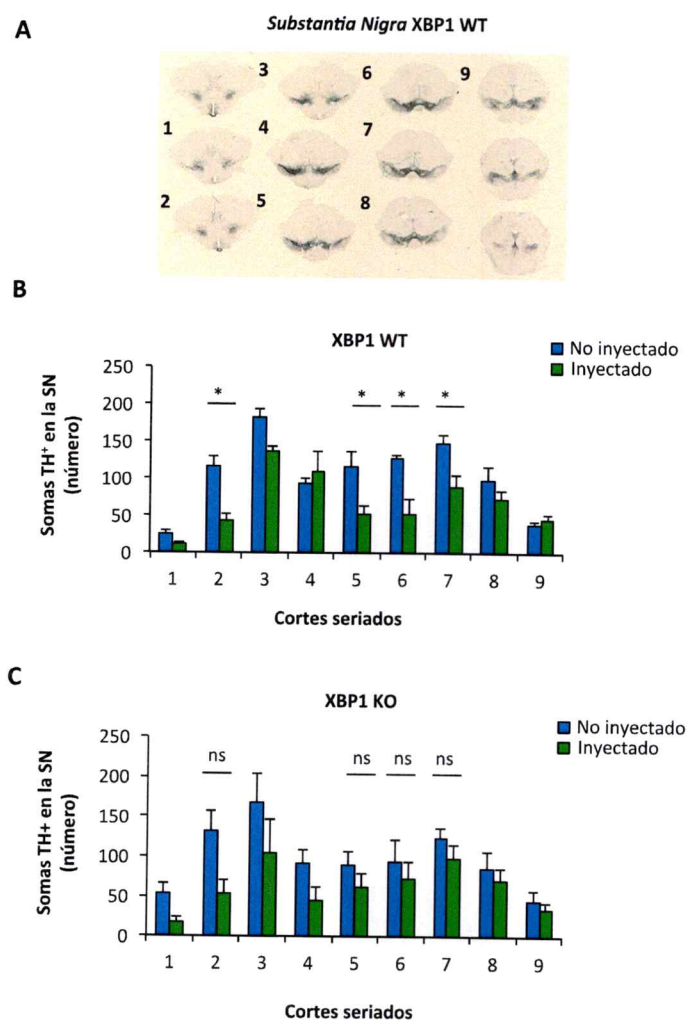 A
Substantia Nigra XBP1 WT
3
6
9
1
4
7
2
5
8
B
XBP1 WT
No inyectado
Inyectado
Somas TH⁺ en la SN
(número)
250
200
150
100
50
0
* * * *
1 2 3 4 5 6 7 8 9
Cortes seriados
C
XBP1 KO
No inyectado
Inyectado
Somas TH+ en la SN
(número)
250
200
150
100
50
0
ns ns ns ns
1 2 3 4 5 6 7 8 9
Cortes seriados